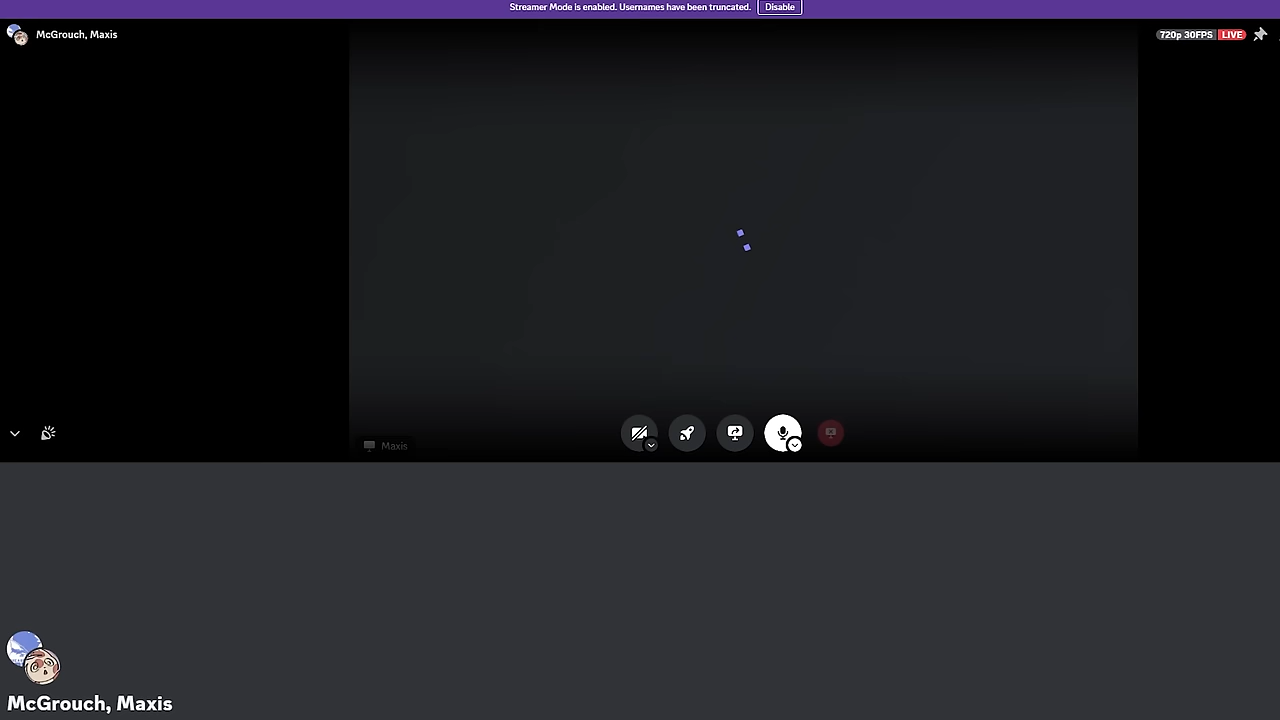 Streamer Mode is enabled. Usernames have been truncated. Disable
McGrouch, Maxis
720p 30FPS LIVE
Maxis
McGrouch, Maxis